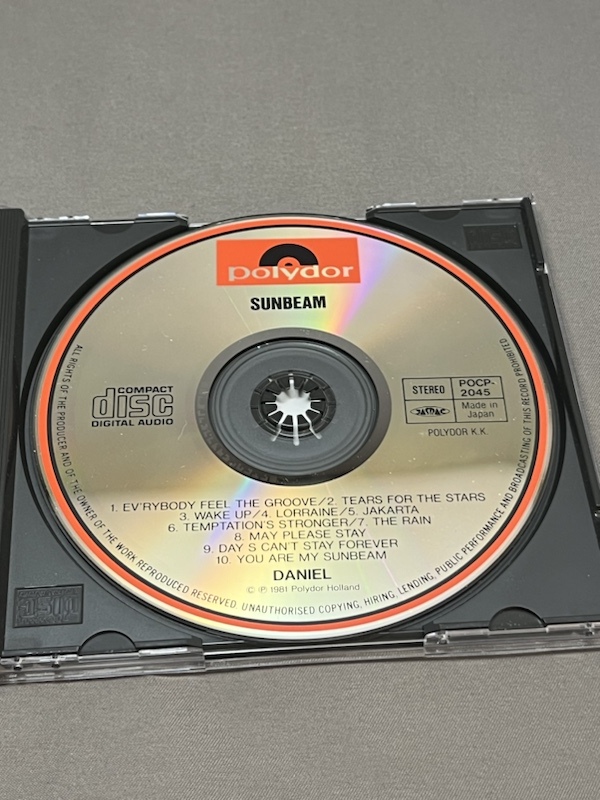 polydor
SUNBEAM
COMPACT
disc
DIGITAL AUDIO
STEREO
POCP-
2045
JASRAC
Made in
Japan
POLYDOR K.K.
1. EV'RYBODY FEEL THE GROOVE/2. TEARS FOR THE STARS
3. WAKE UP/4. LORRAINE/5. JAKARTA
6. TEMPTATION'S STRONGER/7. THE RAIN
8. MAY PLEASE STAY
9. DAY S CAN'T STAY FOREVER
10. YOU ARE MY SUNBEAM
DANIEL
© ℗ 1981 Polydor Holland
ALL RIGHTS OF THE PRODUCER AND OF THE OWNER OF THE WORK REPRODUCED RESERVED. UNAUTHORISED COPYING, HIRING, LENDING, PUBLIC PERFORMANCE AND BROADCASTING OF THIS RECORD PROHIBITED.
disc